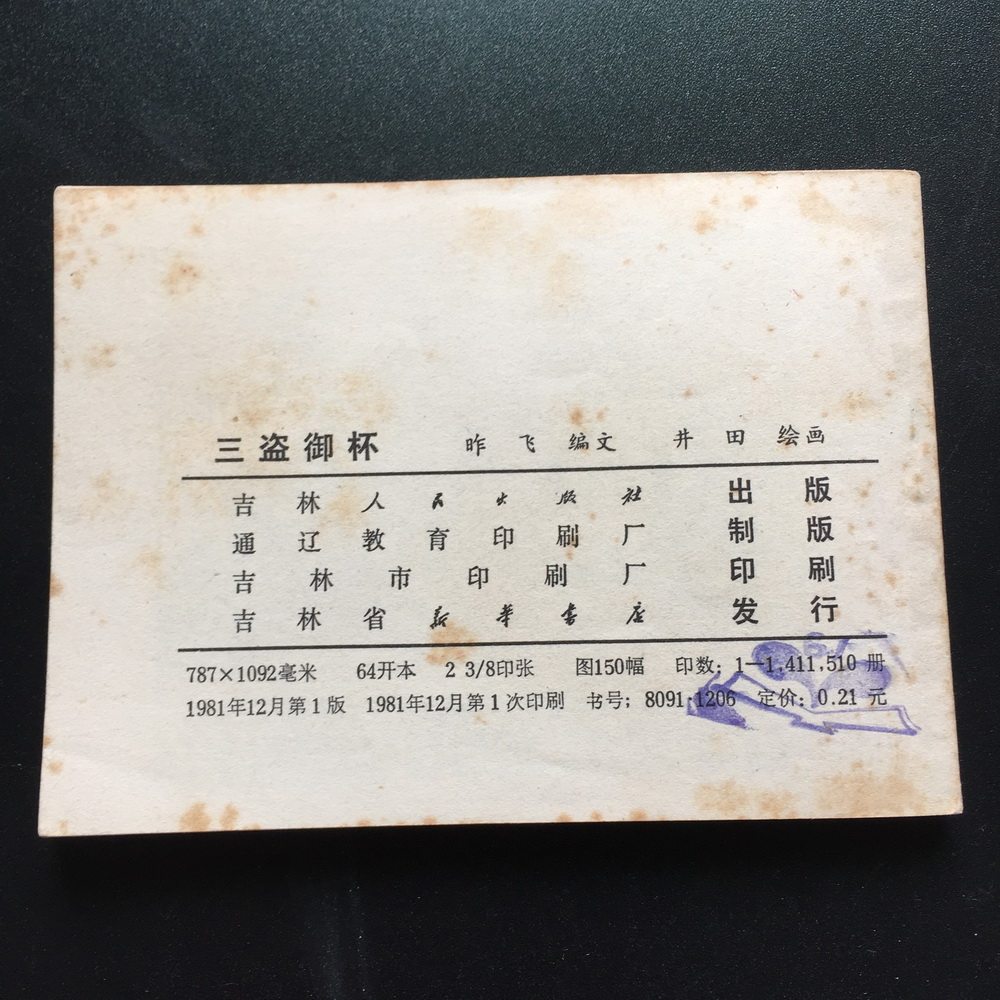 三盗御杯 昨飞 编文 井田 绘画
吉林人民出版社 出版
通辽教育印刷厂 制版
吉林市印刷厂 印刷
吉林省新华书店 发行
787×1092毫米 64开本 2 3/8印张 图150幅 印数：1—1,411,510 册
1981年12月第1版 1981年12月第1次印刷 书号：8091·1206 定价：0.21 元